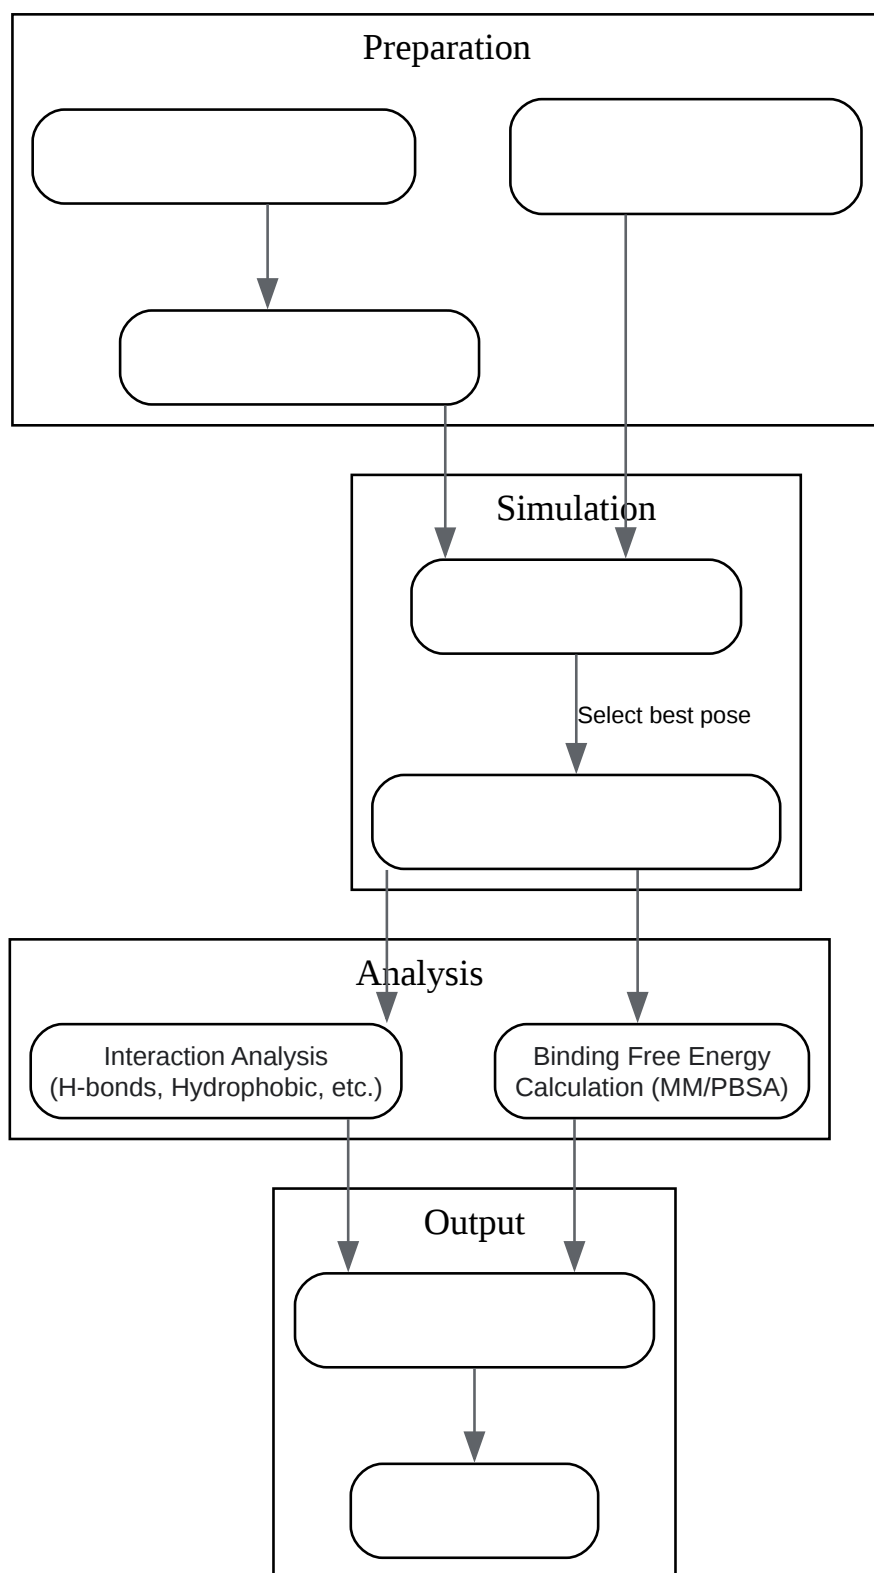 Preparation
Simulation
Select best pose
Analysis
Interaction Analysis
(H-bonds, Hydrophobic, etc.)
Binding Free Energy
Calculation (MM/PBSA)
Output